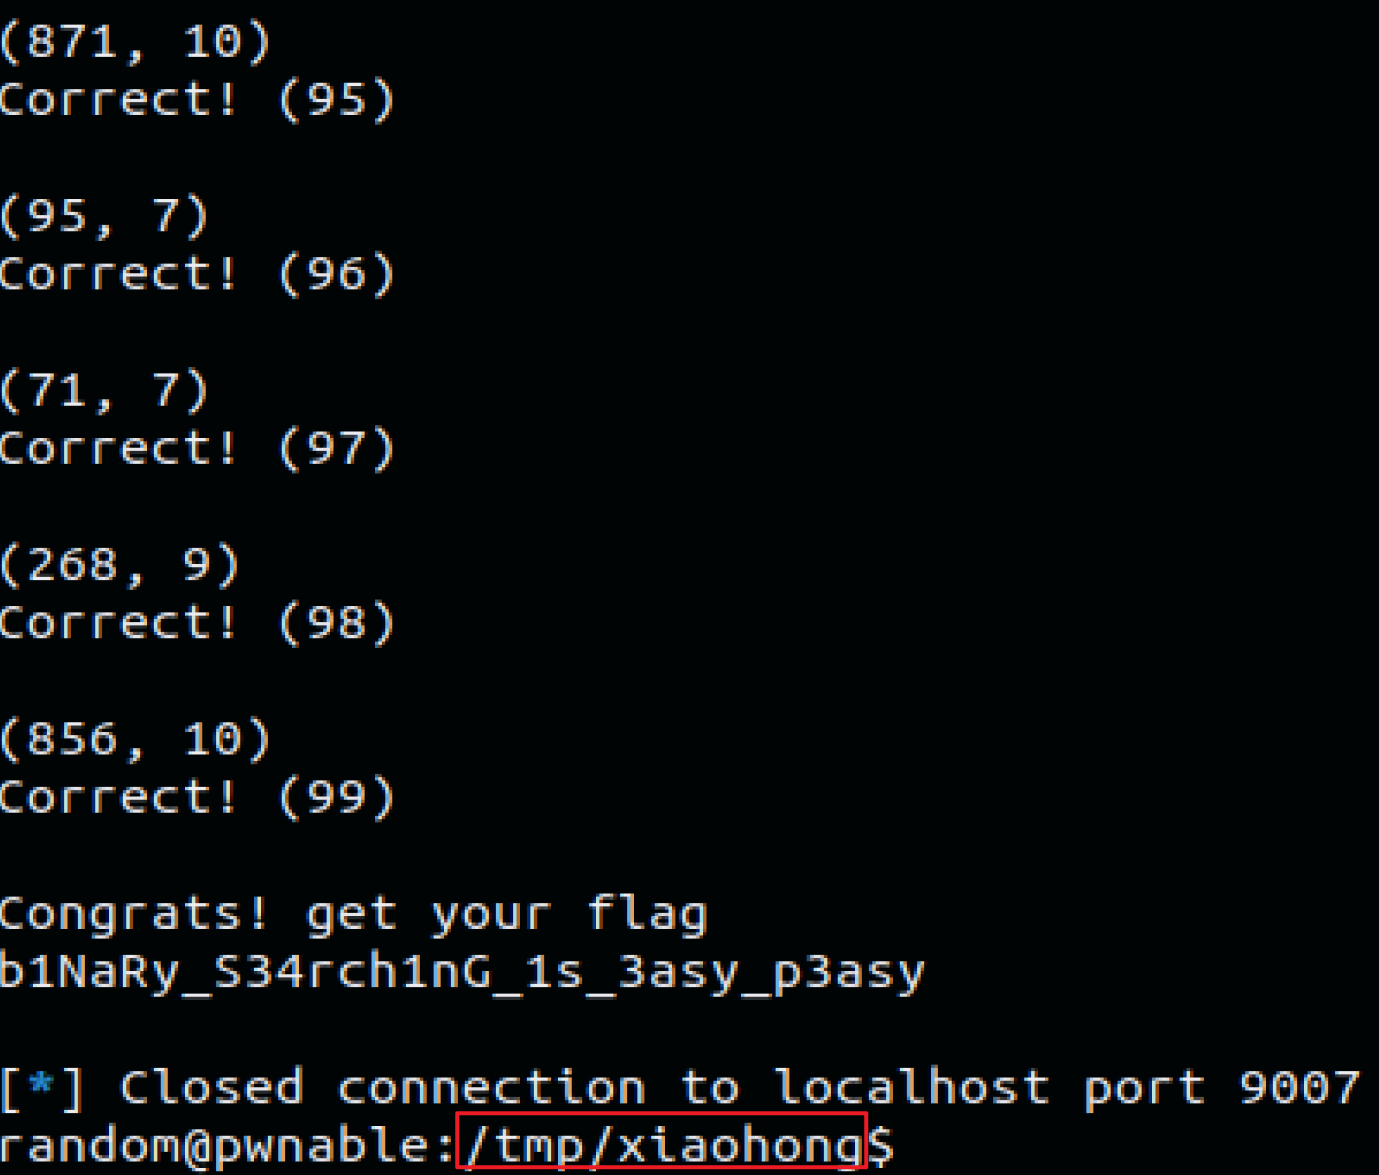 (871, 10)
Correct! (95)
(95, 7)
Correct! (96)
(71, 7)
Correct! (97)
(268, 9)
Correct! (98)
(856, 10)
Correct! (99)
Congrats! get your flag
b1NaRy_S34rch1nG_1s_3asy_p3asy
[*] Closed connection to localhost port 9007
random@pwnable:/tmp/xiaohong$